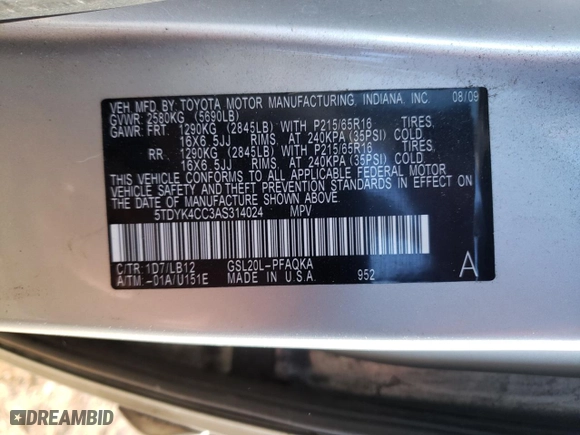 VEH. MFD. BY: TOYOTA MOTOR MANUFACTURING, INDIANA, INC. 08/09
GVWR: 2580KG (5690LB)
GAWR: FRT. 1290KG (2845LB) WITH P215/65R16 TIRES,
16X6.5JJ RIMS, AT 240KPA (35PSI) COLD
RR. 1290KG (2845LB) WITH P215/65R16 TIRES,
16X6.5JJ RIMS, AT 240KPA (35PSI) COLD
THIS VEHICLE CONFORMS TO ALL APPLICABLE FEDERAL MOTOR
VEHICLE SAFETY AND THEFT PREVENTION STANDARDS IN EFFECT
ON THE DATE OF MANUFACTURE SHOWN ABOVE.
5TDYK4CC3AS314024 MPV
C/TR: 1D7/LB12 GSL20L-PFAQKA
A/TM: -01A/U151E MADE IN U.S.A. 952 A
DREAMBID